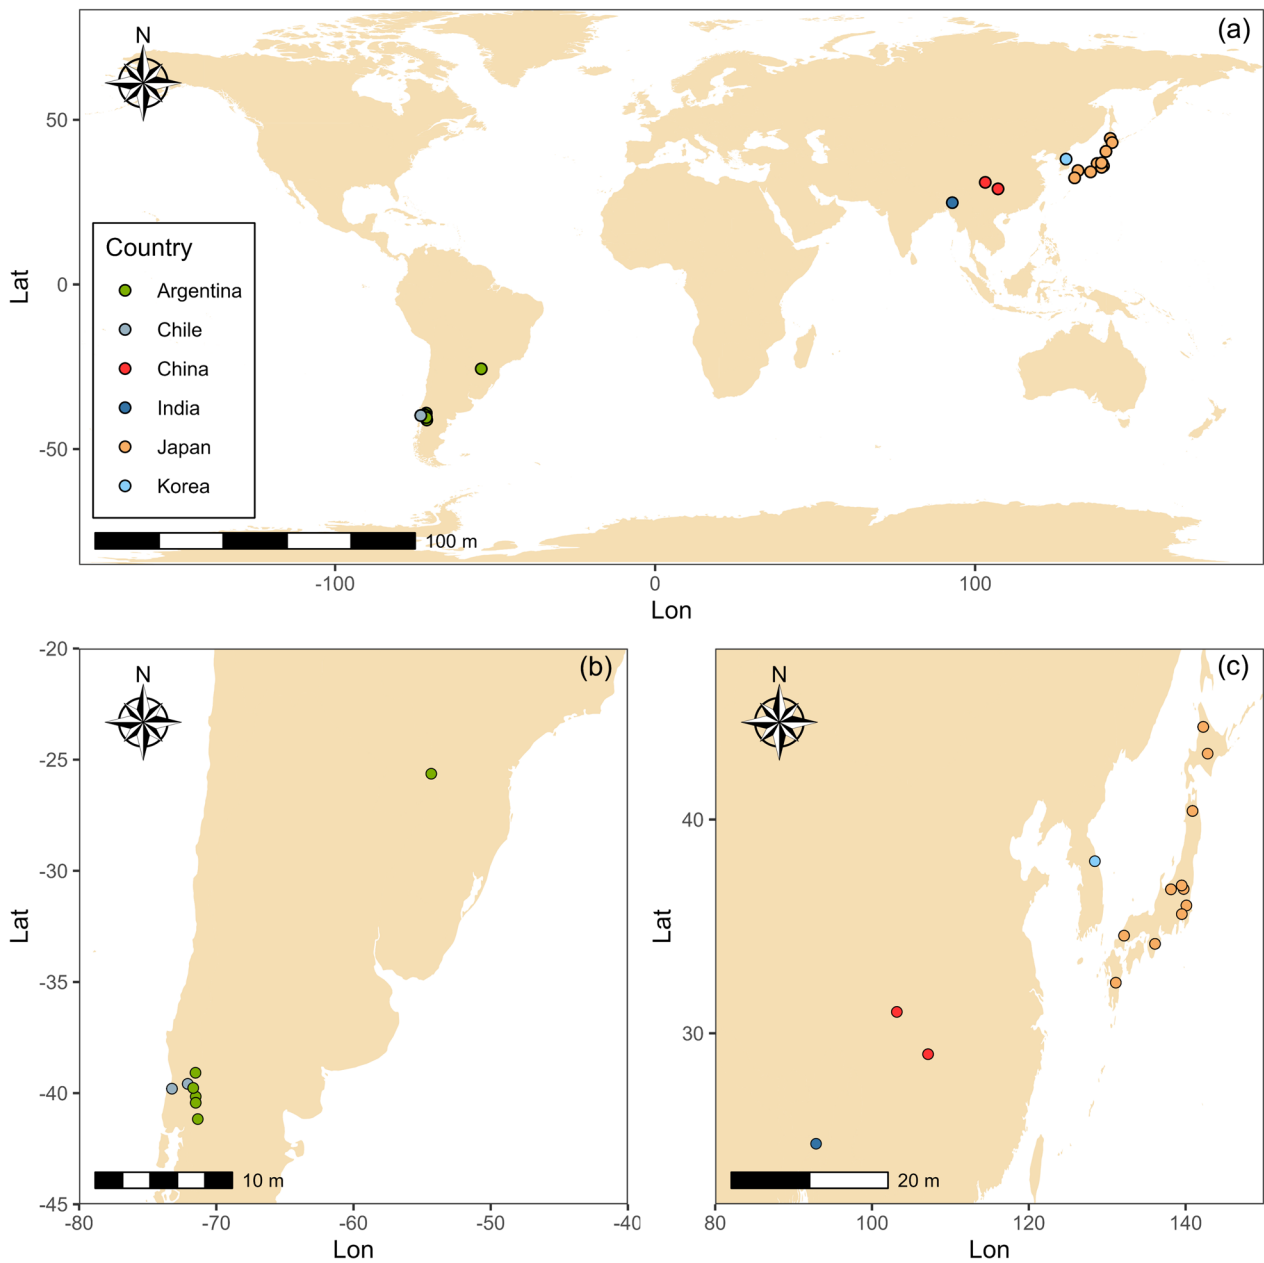 (a)
N
50
0
-50
Lat
Country
Argentina
Chile
China
India
Japan
Korea
100 m
-100
0
100
Lon
(b)
N
-20
-25
-30
-35
-40
-45
Lat
10 m
-80
-70
-60
-50
-40
Lon
(c)
N
40
30
Lat
20 m
80
100
120
140
Lon